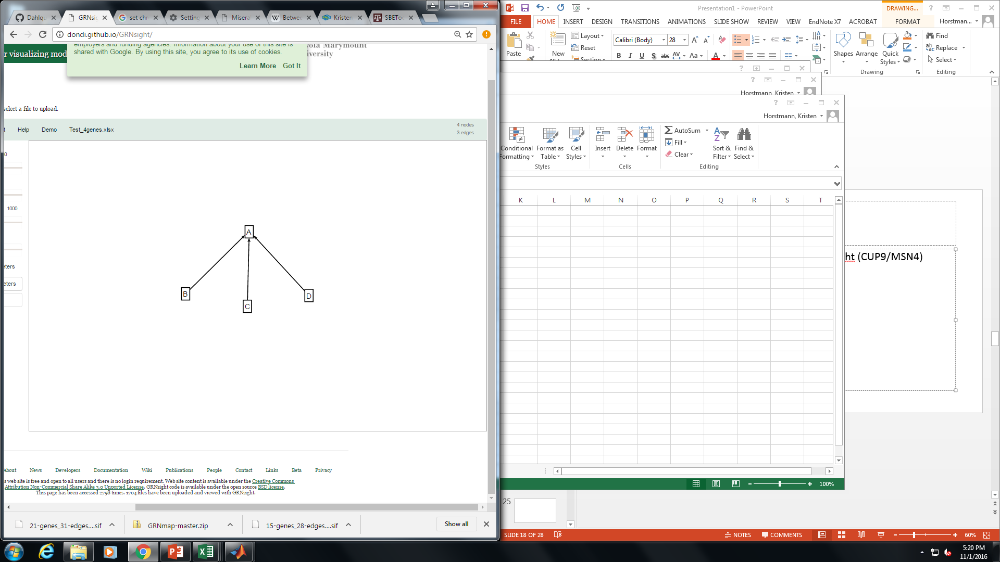 Dahlqu
GRNsig
set chr
Setting
Misera
Betwee
Kristen
SBEToo
dondi.github.io/GRNsight/
r visualizing mod
employers and funding agencies. Information about your use of this site is
shared with Google. By using this site, you agree to its use of cookies.
Learn More Got It
yola Marymount
iversity
select a file to upload.
t Help Demo Test_4genes.xlsx
4 nodes
3 edges
0
1000
eters
eters
A
B
C
D
About News Developers Documentation Wiki Publications People Contact Links Beta Privacy
s web site is free and open to all users and there is no login requirement. Web site content is available under the Creative Commons
Attribution Non-Commercial Share Alike 3.0 Unported License. GRNsight code is available under the open source BSD license.
This page has been accessed 2798 times. 1704 files have been uploaded and viewed with GRNsight.
21-genes_31-edges....sif
GRNmap-master.zip
15-genes_28-edges....sif
Show all
Presentation1 - PowerPoint
DRAWING...
FILE HOME INSERT DESIGN TRANSITIONS ANIMATIONS SLIDE SHOW REVIEW VIEW EndNote X7 ACROBAT FORMAT Horstman...
Paste
New
Layout
Reset
Section
Calibri (Body) 28
B I U S abc AV Aa A
Shapes Arrange Quick
Styles
Drawing
Find
Replace
Select
Editing
Horstmann, Kristen
Horstmann, Kristen
Conditional
Formatting
Format as
Table
Cell
Styles
Styles
Insert Delete Format
Cells
AutoSum
Fill
Clear
Sort &
Filter
Find &
Select
Editing
K L M N O P Q R S T
100%
ht (CUP9/MSN4)
25
SLIDE 18 OF 28
NOTES COMMENTS
60%
5:20 PM
11/1/2016